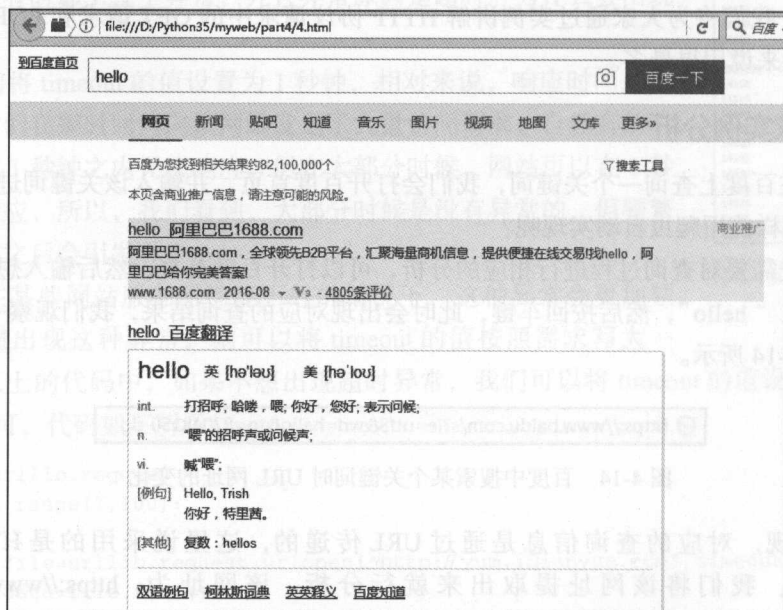 file:///D:/Python35/myweb/part4/4.html
百度
到百度首页
hello
百度一下
网页 新闻 贴吧 知道 音乐 图片 视频 地图 文库 更多»
百度为您找到相关结果约82,100,000个
搜索工具
本页含商业推广信息，请注意可能的风险。
hello 阿里巴巴1688.com
商业推广
阿里巴巴1688.com，全球领先B2B平台，汇聚海量商机信息，提供便捷在线交易!找hello，阿
里巴巴给你完美答案!
www.1688.com 2016-08 - 4805条评价
hello_百度翻译
hello 英 [hə'ləʊ] 美 [hə'loʊ]
int. 打招呼; 哈喽，喂; 你好，您好; 表示问候;
n. “喂”的招呼声或问候声;
vi. 喊“喂”;
[例句] Hello, Trish
你好，特里茜。
[其他] 复数：hellos
双语例句 柯林斯词典 英英释义 百度知道